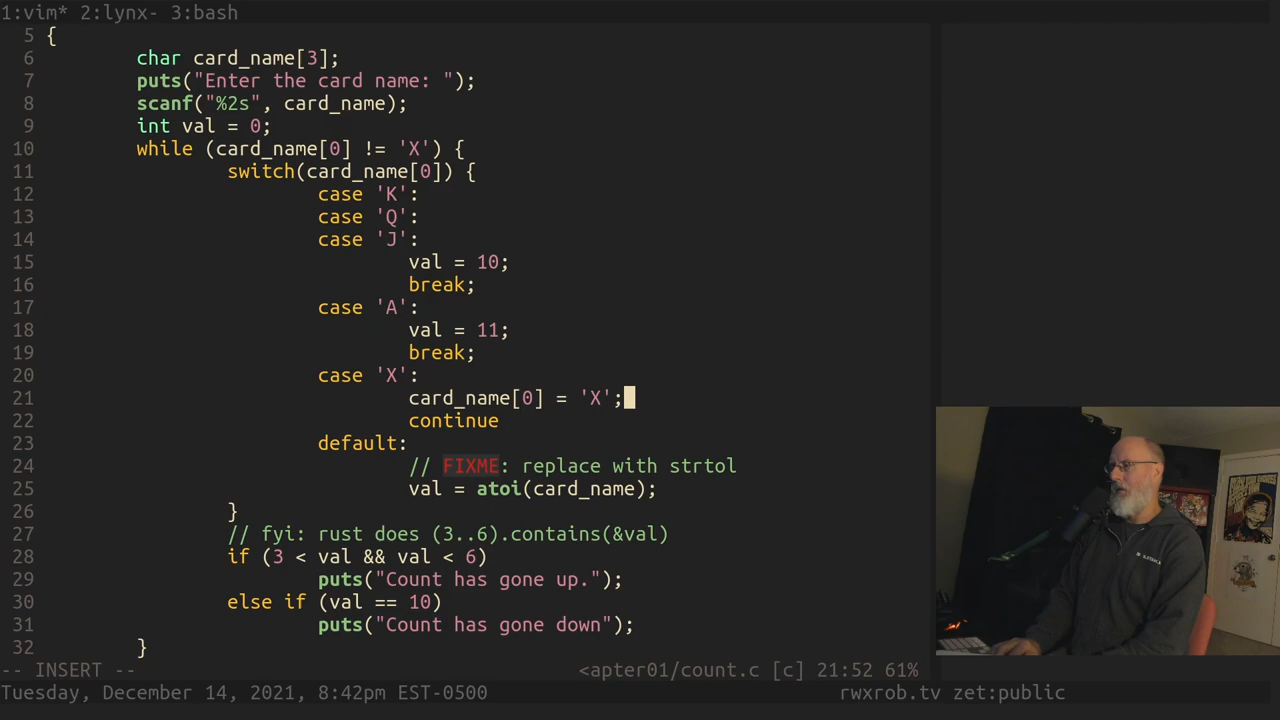 1:vim* 2:lynx- 3:bash
5 {
6 char card_name[3];
7 puts("Enter the card name: ");
8 scanf("%2s", card_name);
9 int val = 0;
10 while (card_name[0] != 'X') {
11 switch(card_name[0]) {
12 case 'K':
13 case 'Q':
14 case 'J':
15 val = 10;
16 break;
17 case 'A':
18 val = 11;
19 break;
20 case 'X':
21 card_name[0] = 'X';
22 continue
23 default:
24 // FIXME: replace with strtol
25 val = atoi(card_name);
26 }
27 // fyi: rust does (3..6).contains(&val)
28 if (3 < val && val < 6)
29 puts("Count has gone up.");
30 else if (val == 10)
31 puts("Count has gone down");
32 }
-- INSERT -- <apter01/count.c [c] 21:52 61%
Tuesday, December 14, 2021, 8:42pm EST-0500 rwxrob.tv zet:public